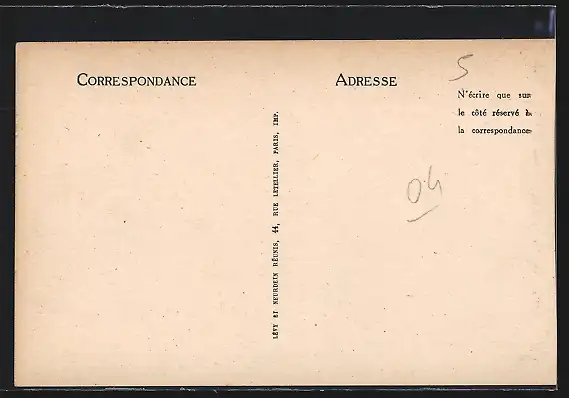 CORRESPONDANCE
ADRESSE
5
N'écrire que sur
le côté réservé à
la correspondance
04
LÉVY ET NEURDEIN RÉUNIS, 44, RUE LETELLIER, PARIS, IMP.